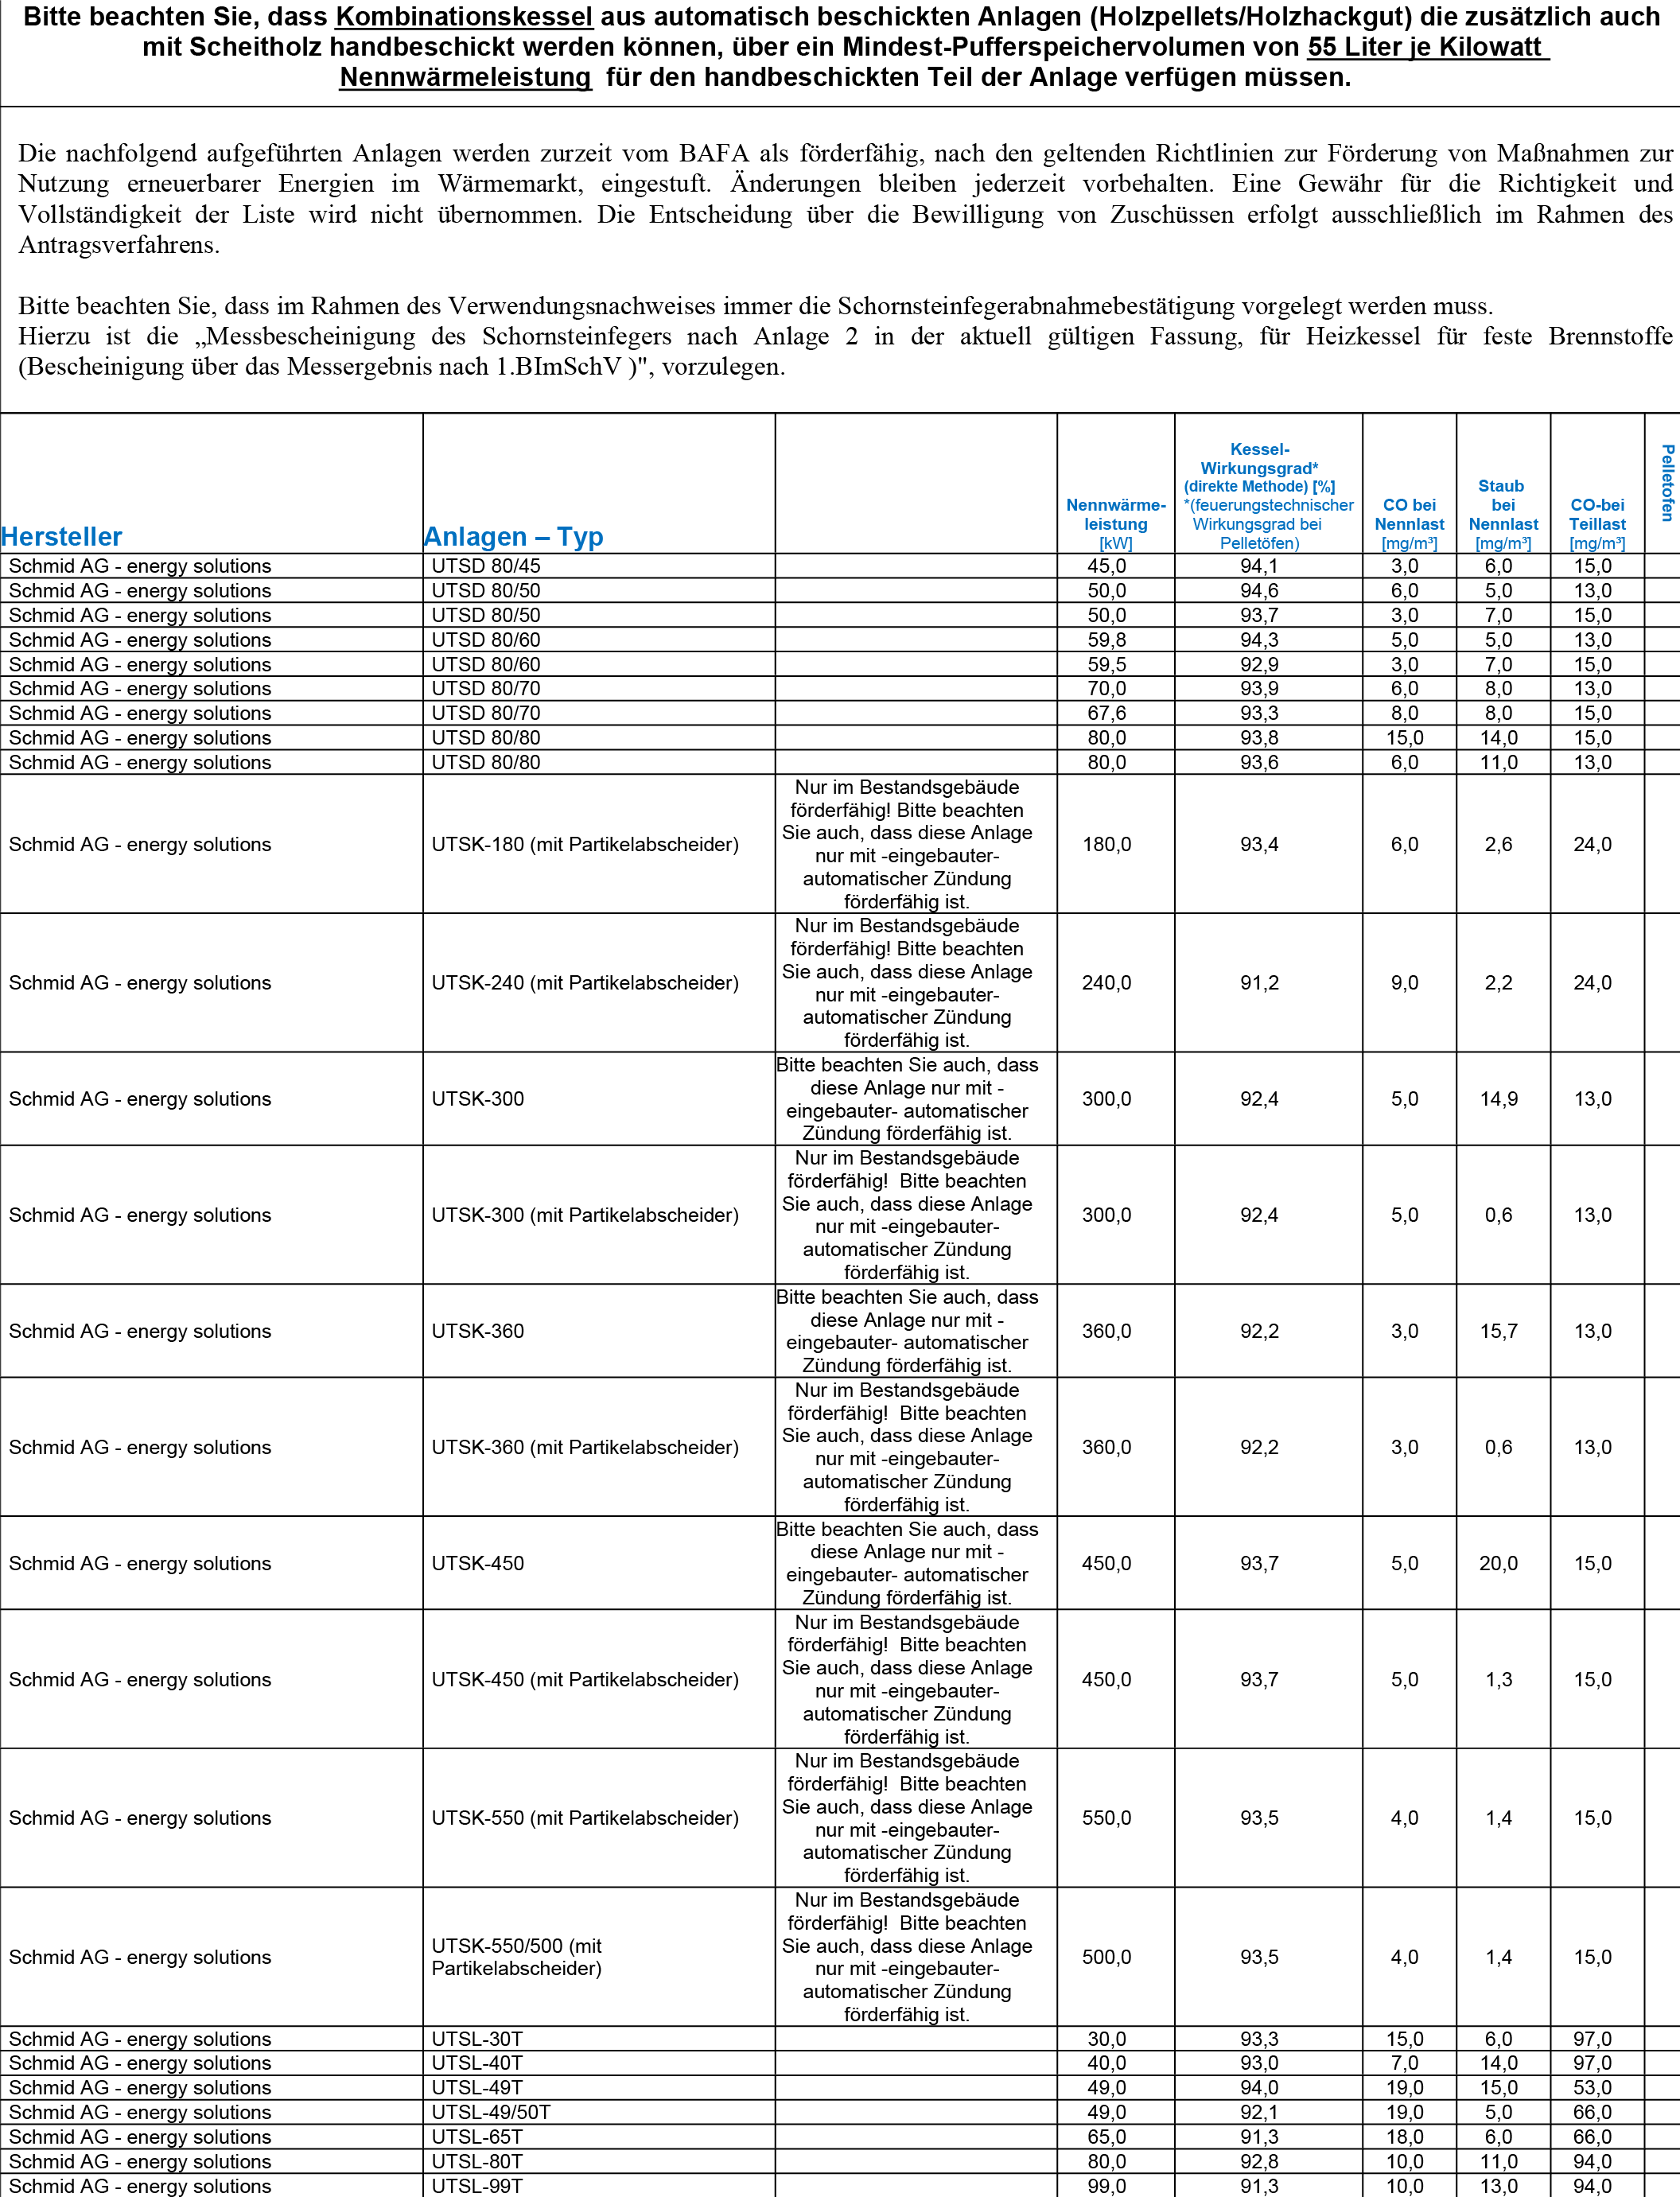 Bitte beachten Sie, dass Kombinationskessel aus automatisch beschickten Anlagen (Holzpellets/Holzhackgut) die zusätzlich auch
mit Scheitholz handbeschickt werden können, über ein Mindest-Pufferspeichervolumen von 55 Liter je Kilowatt
Nennwärmeleistung für den handbeschickten Teil der Anlage verfügen müssen.
Die nachfolgend aufgeführten Anlagen werden zurzeit vom BAFA als förderfähig, nach den geltenden Richtlinien zur Förderung von Maßnahmen zur
Nutzung erneuerbarer Energien im Wärmemarkt, eingestuft. Änderungen bleiben jederzeit vorbehalten. Eine Gewähr für die Richtigkeit und
Vollständigkeit der Liste wird nicht übernommen. Die Entscheidung über die Bewilligung von Zuschüssen erfolgt ausschließlich im Rahmen des
Antragsverfahrens.
Bitte beachten Sie, dass im Rahmen des Verwendungsnachweises immer die Schornsteinfegerabnahmebestätigung vorgelegt werden muss.
Hierzu ist die „Messbescheinigung des Schornsteinfegers nach Anlage 2 in der aktuell gültigen Fassung, für Heizkessel für feste Brennstoffe
(Bescheinigung über das Messergebnis nach 1.BImSchV )", vorzulegen.
Hersteller
Anlagen – Typ
Nennwärme-
leistung
[kW]
Kessel-
Wirkungsgrad*
(direkte Methode) [%]
*(feuerungstechnischer
Wirkungsgrad bei
Pelletöfen)
CO bei
Nennlast
[mg/m³]
Staub
bei
Nennlast
[mg/m³]
CO-bei
Teillast
[mg/m³]
Pelletofen
Schmid AG - energy solutions UTSD 80/45 45,0 94,1 3,0 6,0 15,0
Schmid AG - energy solutions UTSD 80/50 50,0 94,6 6,0 5,0 13,0
Schmid AG - energy solutions UTSD 80/50 50,0 93,7 3,0 7,0 15,0
Schmid AG - energy solutions UTSD 80/60 59,8 94,3 5,0 5,0 13,0
Schmid AG - energy solutions UTSD 80/60 59,5 92,9 3,0 7,0 15,0
Schmid AG - energy solutions UTSD 80/70 70,0 93,9 6,0 8,0 13,0
Schmid AG - energy solutions UTSD 80/70 67,6 93,3 8,0 8,0 15,0
Schmid AG - energy solutions UTSD 80/80 80,0 93,8 15,0 14,0 15,0
Schmid AG - energy solutions UTSD 80/80 80,0 93,6 6,0 11,0 13,0
Nur im Bestandsgebäude
förderfähig! Bitte beachten
Sie auch, dass diese Anlage
nur mit -eingebauter-
automatischer Zündung
förderfähig ist.
Schmid AG - energy solutions UTSK-180 (mit Partikelabscheider) 180,0 93,4 6,0 2,6 24,0
Nur im Bestandsgebäude
förderfähig! Bitte beachten
Sie auch, dass diese Anlage
nur mit -eingebauter-
automatischer Zündung
förderfähig ist.
Schmid AG - energy solutions UTSK-240 (mit Partikelabscheider) 240,0 91,2 9,0 2,2 24,0
Bitte beachten Sie auch, dass
diese Anlage nur mit -
eingebauter- automatischer
Zündung förderfähig ist.
Schmid AG - energy solutions UTSK-300 300,0 92,4 5,0 14,9 13,0
Nur im Bestandsgebäude
förderfähig! Bitte beachten
Sie auch, dass diese Anlage
nur mit -eingebauter-
automatischer Zündung
förderfähig ist.
Schmid AG - energy solutions UTSK-300 (mit Partikelabscheider) 300,0 92,4 5,0 0,6 13,0
Bitte beachten Sie auch, dass
diese Anlage nur mit -
eingebauter- automatischer
Zündung förderfähig ist.
Schmid AG - energy solutions UTSK-360 360,0 92,2 3,0 15,7 13,0
Nur im Bestandsgebäude
förderfähig! Bitte beachten
Sie auch, dass diese Anlage
nur mit -eingebauter-
automatischer Zündung
förderfähig ist.
Schmid AG - energy solutions UTSK-360 (mit Partikelabscheider) 360,0 92,2 3,0 0,6 13,0
Bitte beachten Sie auch, dass
diese Anlage nur mit -
eingebauter- automatischer
Zündung förderfähig ist.
Schmid AG - energy solutions UTSK-450 450,0 93,7 5,0 20,0 15,0
Nur im Bestandsgebäude
förderfähig! Bitte beachten
Sie auch, dass diese Anlage
nur mit -eingebauter-
automatischer Zündung
förderfähig ist.
Schmid AG - energy solutions UTSK-450 (mit Partikelabscheider) 450,0 93,7 5,0 1,3 15,0
Nur im Bestandsgebäude
förderfähig! Bitte beachten
Sie auch, dass diese Anlage
nur mit -eingebauter-
automatischer Zündung
förderfähig ist.
Schmid AG - energy solutions UTSK-550 (mit Partikelabscheider) 550,0 93,5 4,0 1,4 15,0
Nur im Bestandsgebäude
förderfähig! Bitte beachten
Sie auch, dass diese Anlage
nur mit -eingebauter-
automatischer Zündung
förderfähig ist.
Schmid AG - energy solutions UTSK-550/500 (mit
Partikelabscheider) 500,0 93,5 4,0 1,4 15,0
Schmid AG - energy solutions UTSL-30T 30,0 93,3 15,0 6,0 97,0
Schmid AG - energy solutions UTSL-40T 40,0 93,0 7,0 14,0 97,0
Schmid AG - energy solutions UTSL-49T 49,0 94,0 19,0 15,0 53,0
Schmid AG - energy solutions UTSL-49/50T 49,0 92,1 19,0 5,0 66,0
Schmid AG - energy solutions UTSL-65T 65,0 91,3 18,0 6,0 66,0
Schmid AG - energy solutions UTSL-80T 80,0 92,8 10,0 11,0 94,0
Schmid AG - energy solutions UTSL-99T 99,0 91,3 10,0 13,0 94,0